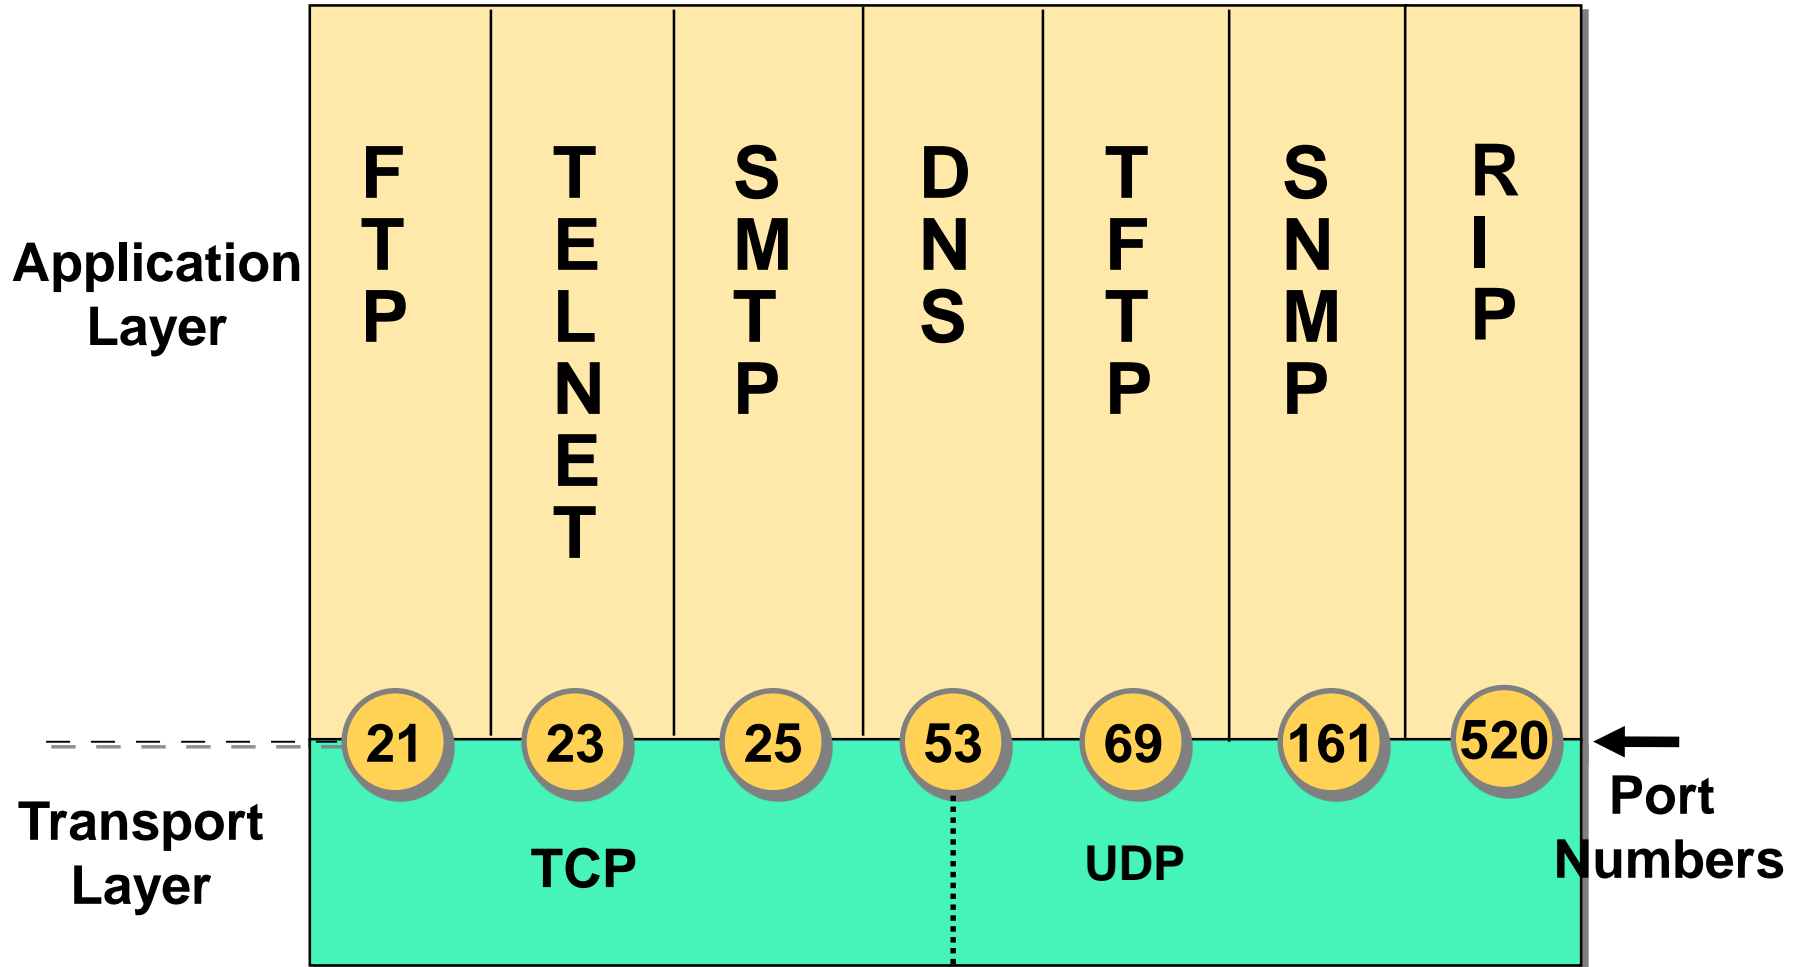 Application
Layer
FTP
TELNET
SMTP
DNS
TFTP
SNMP
RIP
21
23
25
53
69
161
520
Port
Numbers
Transport
Layer
TCP
UDP